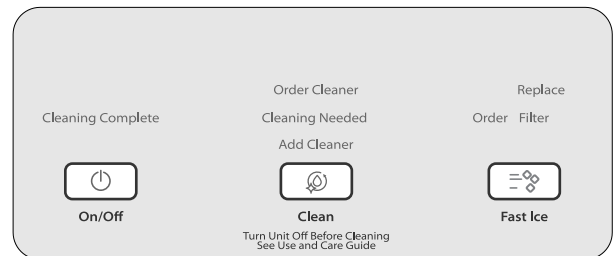 Order Cleaner
Replace
Cleaning Complete
Cleaning Needed
Order Filter
Add Cleaner
On/Off
Clean
Fast Ice
Turn Unit Off Before Cleaning
See Use and Care Guide